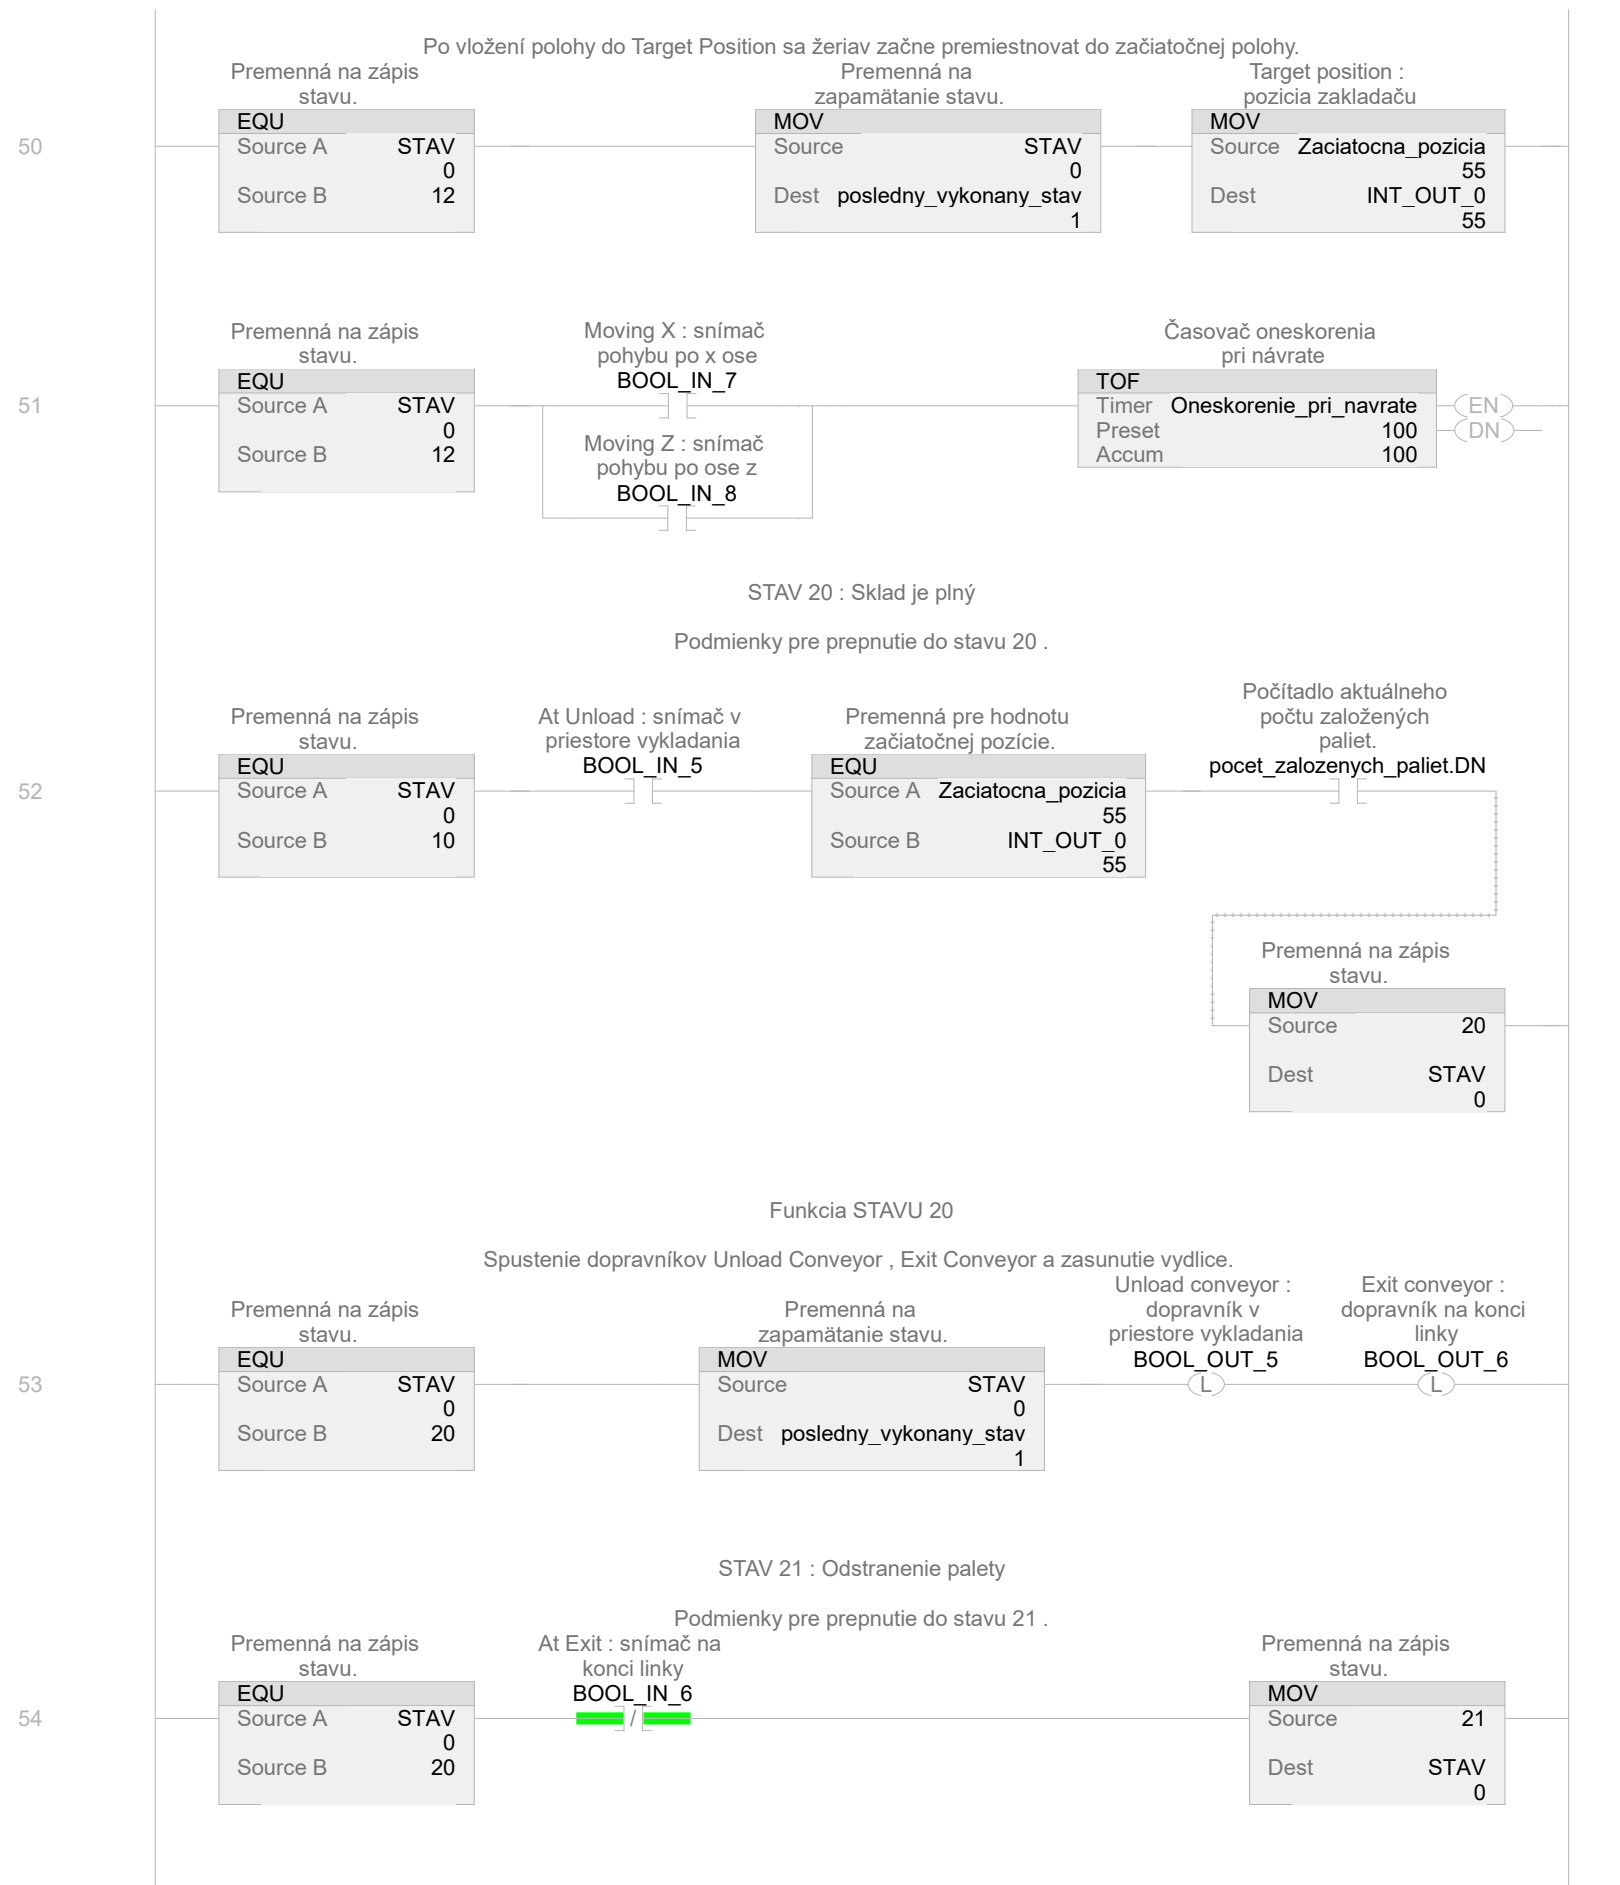 Po vložení polohy do Target Position sa žeriav začne premiestnovat do začiatočnej polohy.
Premenná na zápis
stavu.
Premenná na
zapamätanie stavu.
Target position :
pozicia zakladaču
50
EQU
Source A STAV
0
Source B 12
MOV
Source STAV
0
Dest posledny_vykonany_stav
1
MOV
Source Zaciatocna_pozicia
55
Dest INT_OUT_0
55
51
Premenná na zápis
stavu.
EQU
Source A STAV
0
Source B 12
Moving X : snímač
pohybu po x ose
BOOL_IN_7
Moving Z : snímač
pohybu po ose z
BOOL_IN_8
Časovač oneskorenia
pri návrate
TOF
Timer Oneskorenie_pri_navrate
Preset 100
Accum 100
EN
DN
STAV 20 : Sklad je plný
Podmienky pre prepnutie do stavu 20 .
52
Premenná na zápis
stavu.
EQU
Source A STAV
0
Source B 10
At Unload : snímač v
priestore vykladania
BOOL_IN_5
Premenná pre hodnotu
začiatočnej pozície.
EQU
Source A Zaciatocna_pozicia
55
Source B INT_OUT_0
55
Počítadlo aktuálneho
počtu založených
paliet.
pocet_zalozenych_paliet.DN
Premenná na zápis
stavu.
MOV
Source 20
Dest STAV
0
Funkcia STAVU 20
Spustenie dopravníkov Unload Conveyor , Exit Conveyor a zasunutie vydlice.
53
Premenná na zápis
stavu.
EQU
Source A STAV
0
Source B 20
Premenná na
zapamätanie stavu.
MOV
Source STAV
0
Dest posledny_vykonany_stav
1
Unload conveyor :
dopravník v
priestore vykladania
BOOL_OUT_5
L
Exit conveyor :
dopravník na konci
linky
BOOL_OUT_6
L
STAV 21 : Odstranenie palety
Podmienky pre prepnutie do stavu 21 .
54
Premenná na zápis
stavu.
EQU
Source A STAV
0
Source B 20
At Exit : snímač na
konci linky
BOOL_IN_6
/
Premenná na zápis
stavu.
MOV
Source 21
Dest STAV
0